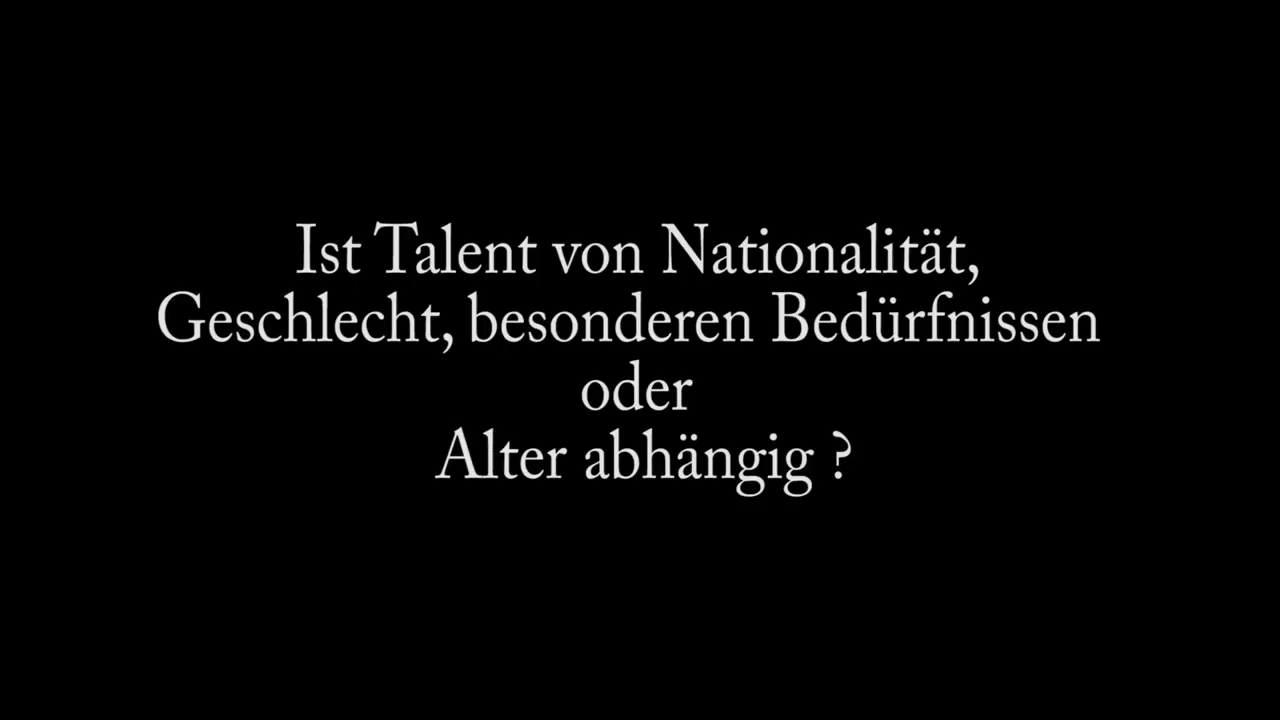 Ist Talent von Nationalität,
Geschlecht, besonderen Bedürfnissen
oder
Alter abhängig ?